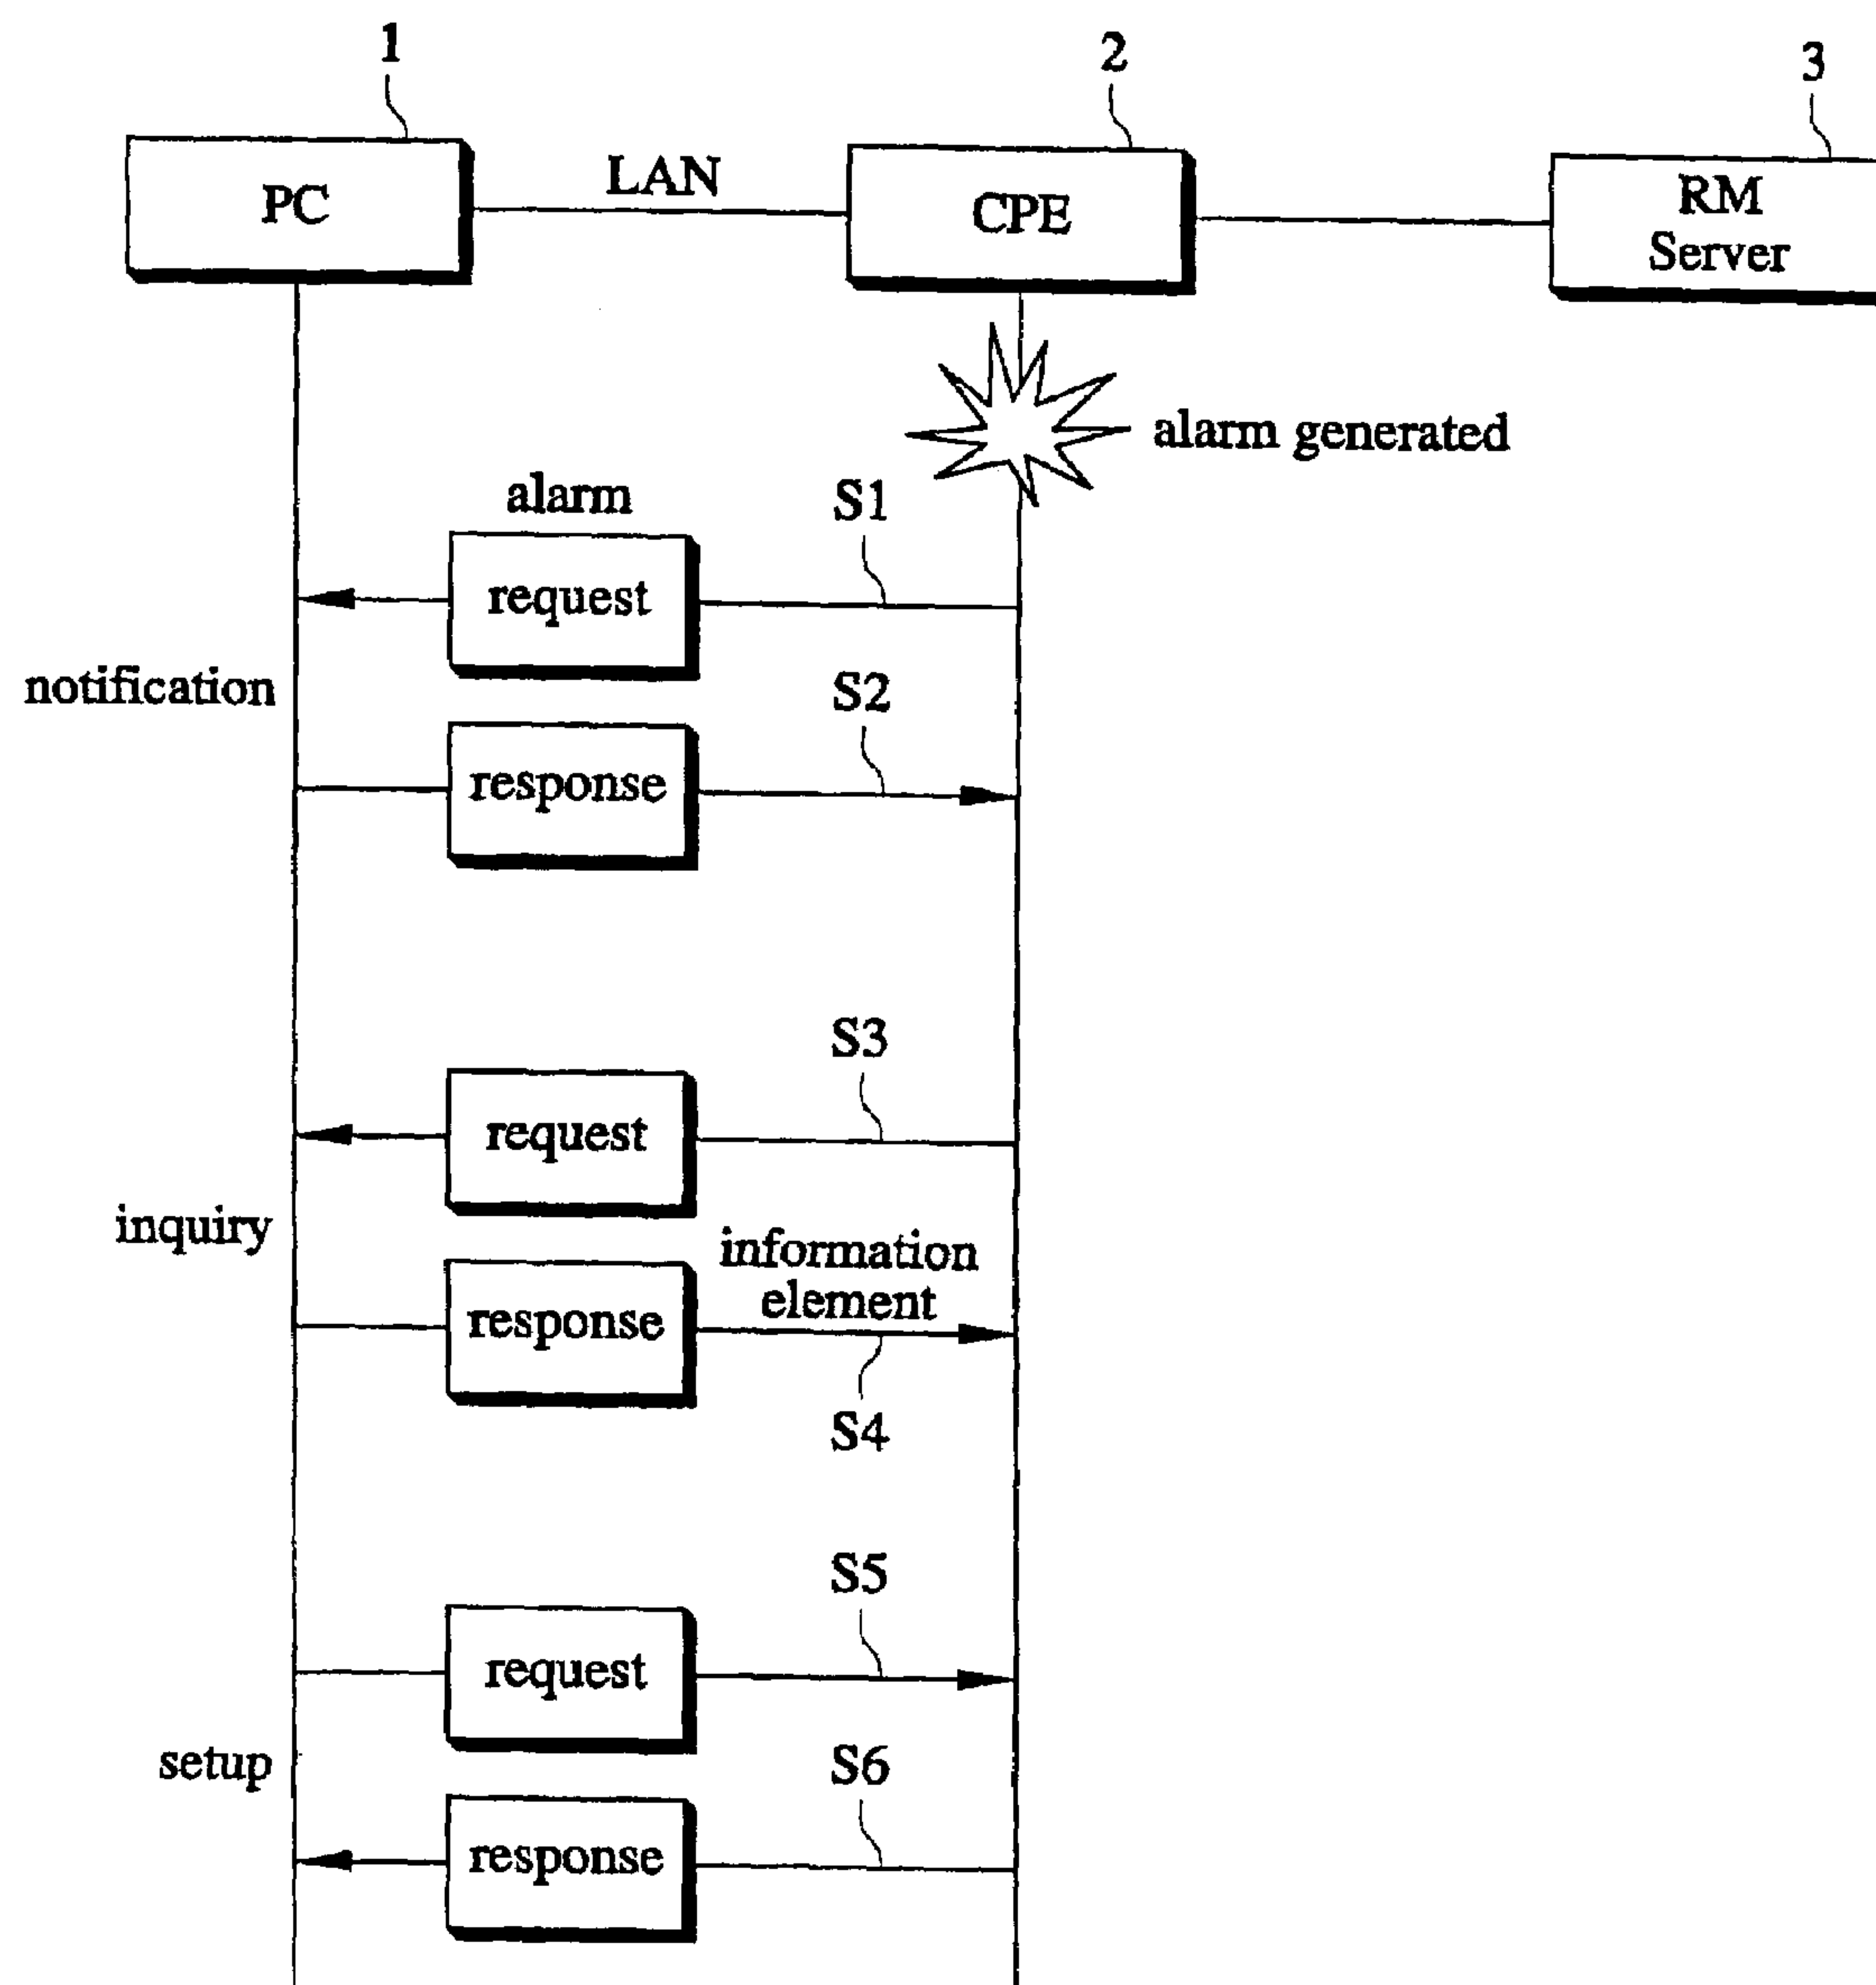 1
2
3
PC
LAN
CPE
RM
Server
alarm generated
alarm
S1
request
notification
S2
response
S3
request
inquiry
information
element
response
S4
S5
request
setup
S6
response